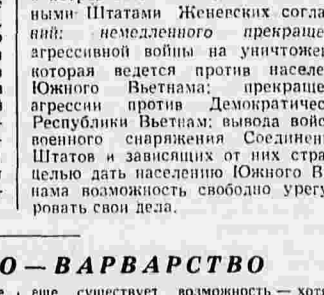 ными Штатами Женевских согла
ний; немедленного прекраще
агрессивной войны на уничтоже
которая ведется против населе
Южного Вьетнама; прекраще
агрессии против Демократичес
Республики Вьетнам; вывода войс
военного снаряжения Соединен
Штатов и зависящих от них стра
целью дать населению Южного В
нама возможность свободно урегу
ровать свои дела.
О — ВАРВАРСТВО
еще существует возможность — хотя